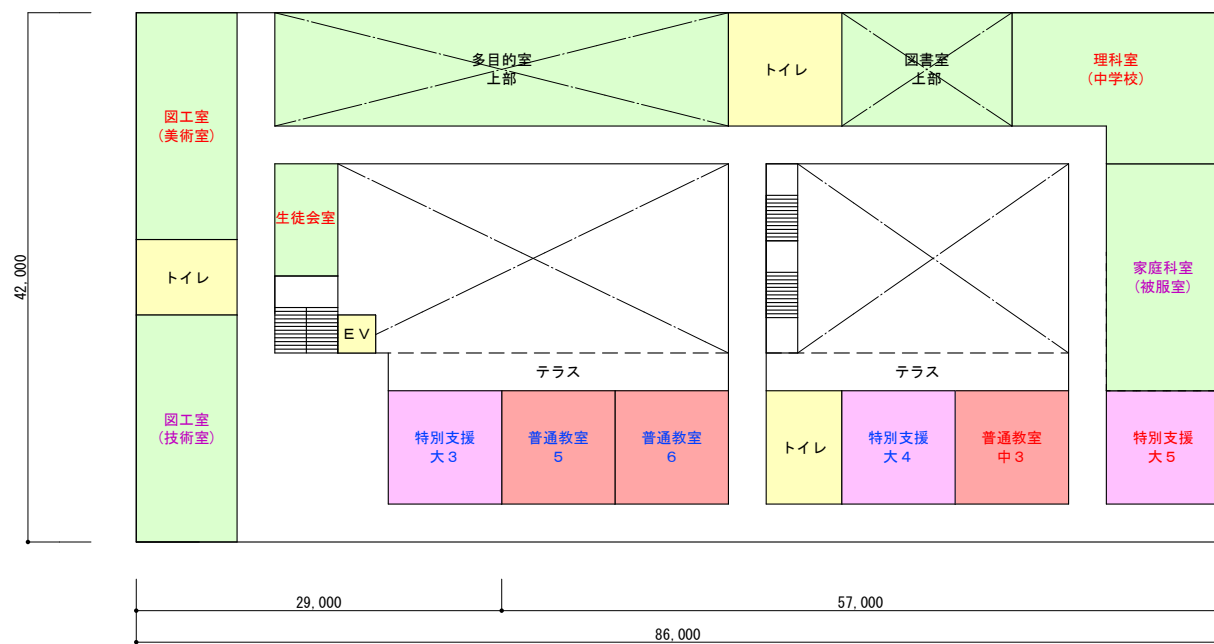 多目的室
上部
トイレ
図書室
上部
理科室
(中学校)
図工室
(美術室)
生徒会室
トイレ
ＥＶ
家庭科室
(被服室)
テラス
テラス
図工室
(技術室)
特別支援
大３
普通教室
５
普通教室
６
トイレ
特別支援
大４
普通教室
中３
特別支援
大５
42,000
29,000
57,000
86,000